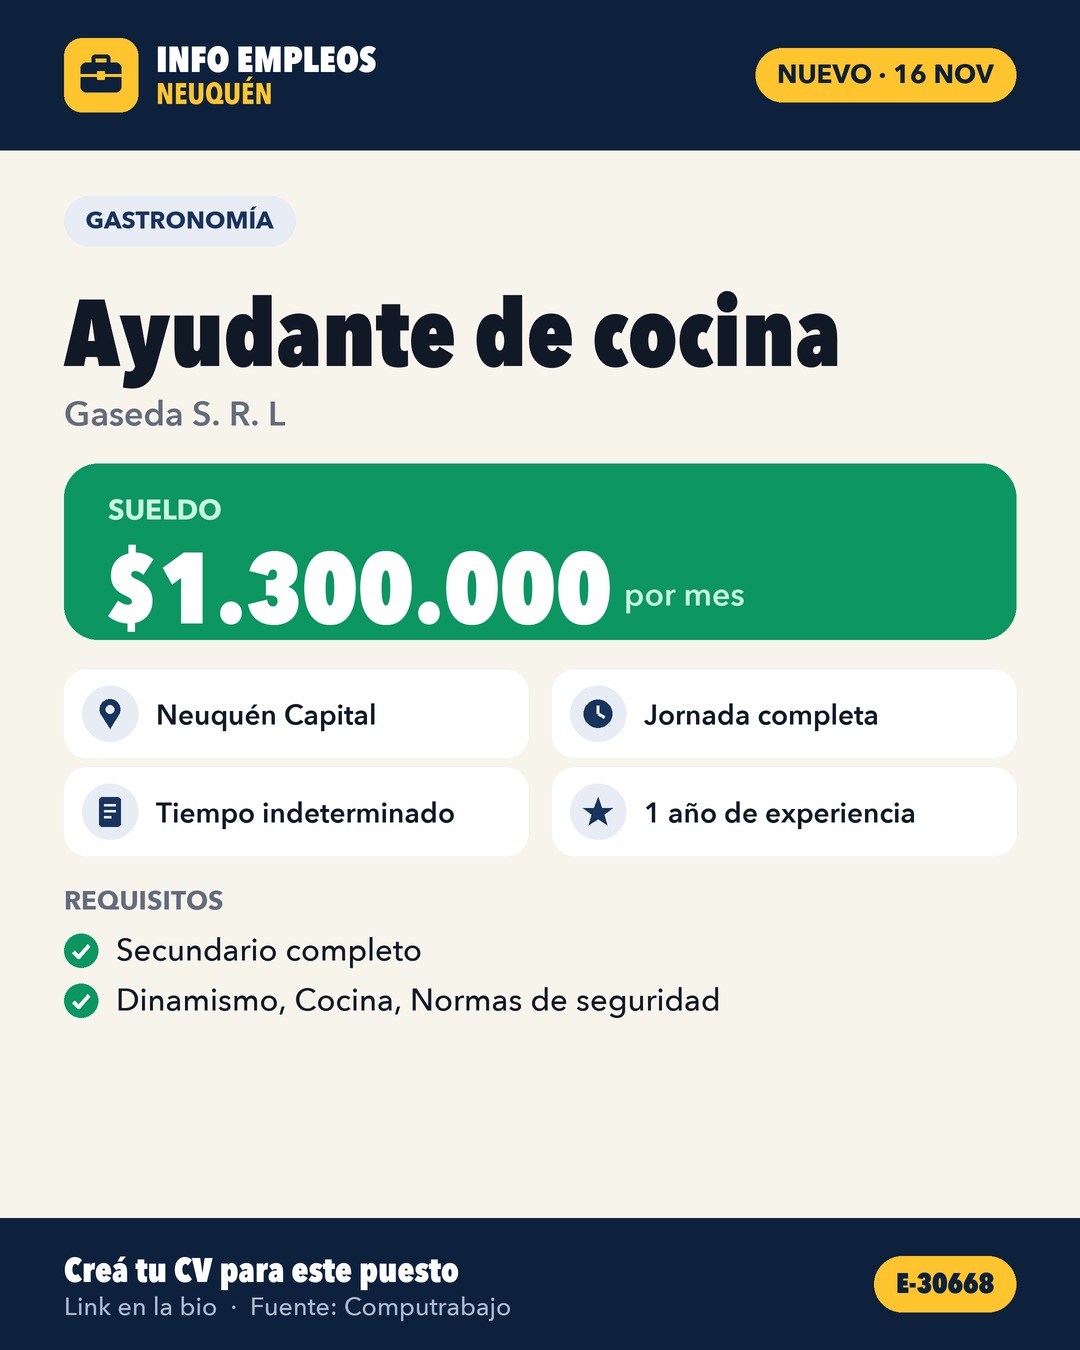 INFO EMPLEOS
NEUQUÉN
NUEVO · 16 NOV
GASTRONOMÍA
Ayudante de cocina
Gaseda S. R. L
SUELDO
$1.300.000 por mes
Neuquén Capital
Jornada completa
Tiempo indeterminado
1 año de experiencia
REQUISITOS
Secundario completo
Dinamismo, Cocina, Normas de seguridad
Creá tu CV para este puesto
Link en la bio · Fuente: Computrabajo
E-30668